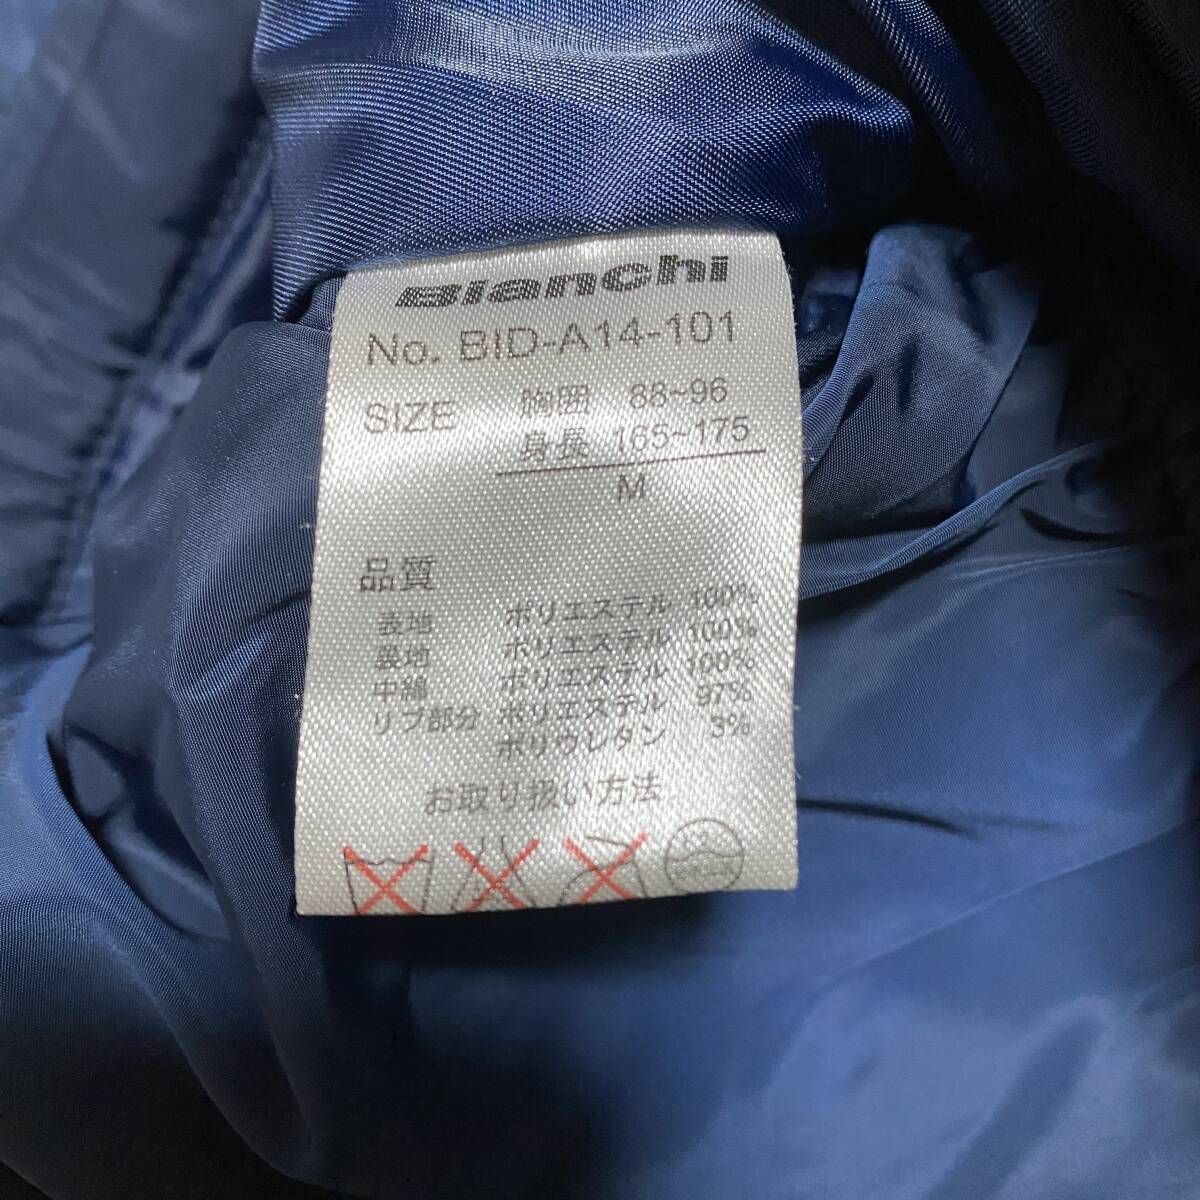 Bianchi
No. BID-A14-101
SIZE 胸囲 88~96
身長 165~175
M
品質
表地 ポリエステル 100%
裏地 ポリエステル 100%
中綿 ポリエステル 100%
リブ部分 ポリエステル 97%
ポリウレタン 3%
お取り扱い方法